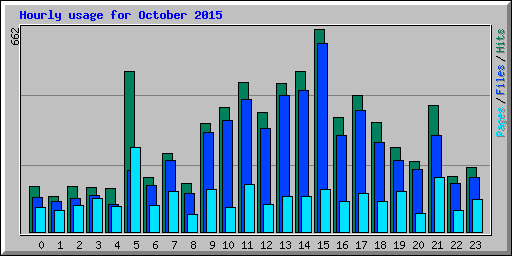 Hourly usage for October 2015
662
Pages/Files/Hits
0 1 2 3 4 5 6 7 8 9 10 11 12 13 14 15 16 17 18 19 20 21 22 23